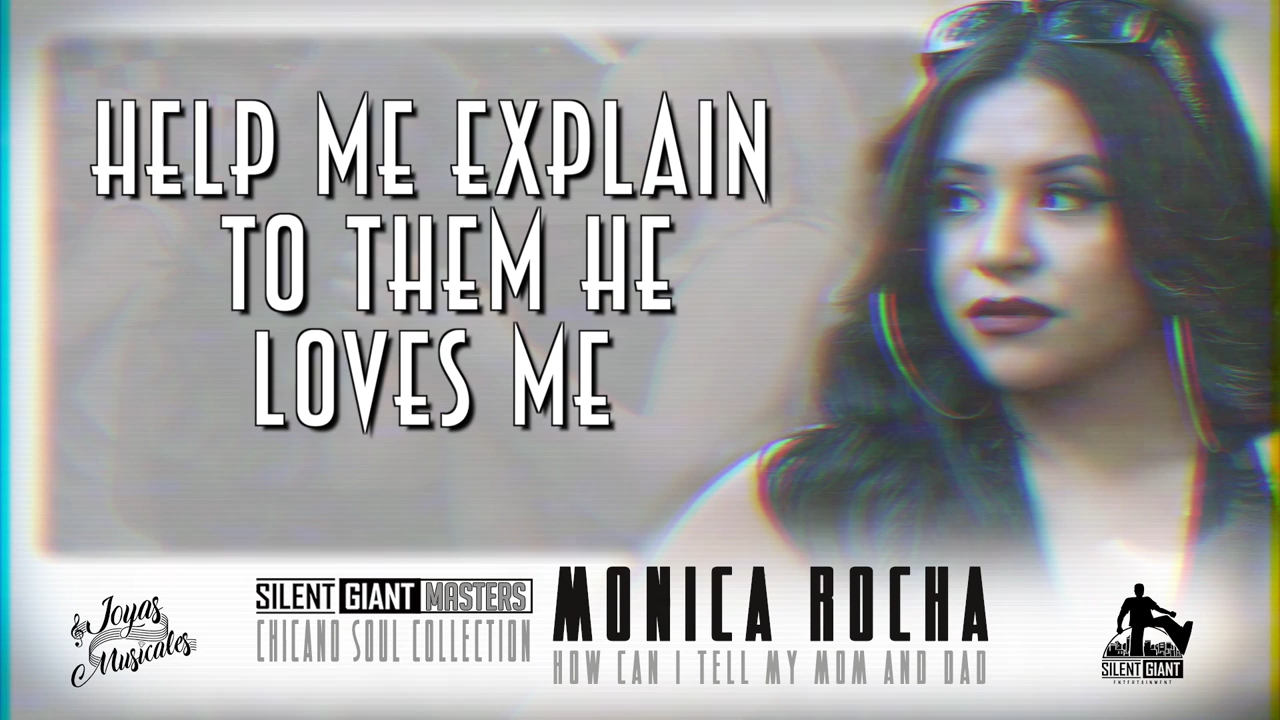 HELP ME EXPLAIN
TO THEM HE
LOVES ME
Joyas
Musicales
SILENT GIANT MASTERS
CHICANO SOUL COLLECTION
MONICA ROCHA
HOW CAN I TELL MY MOM AND DAD
SILENT GIANT
ENTERTAINMENT